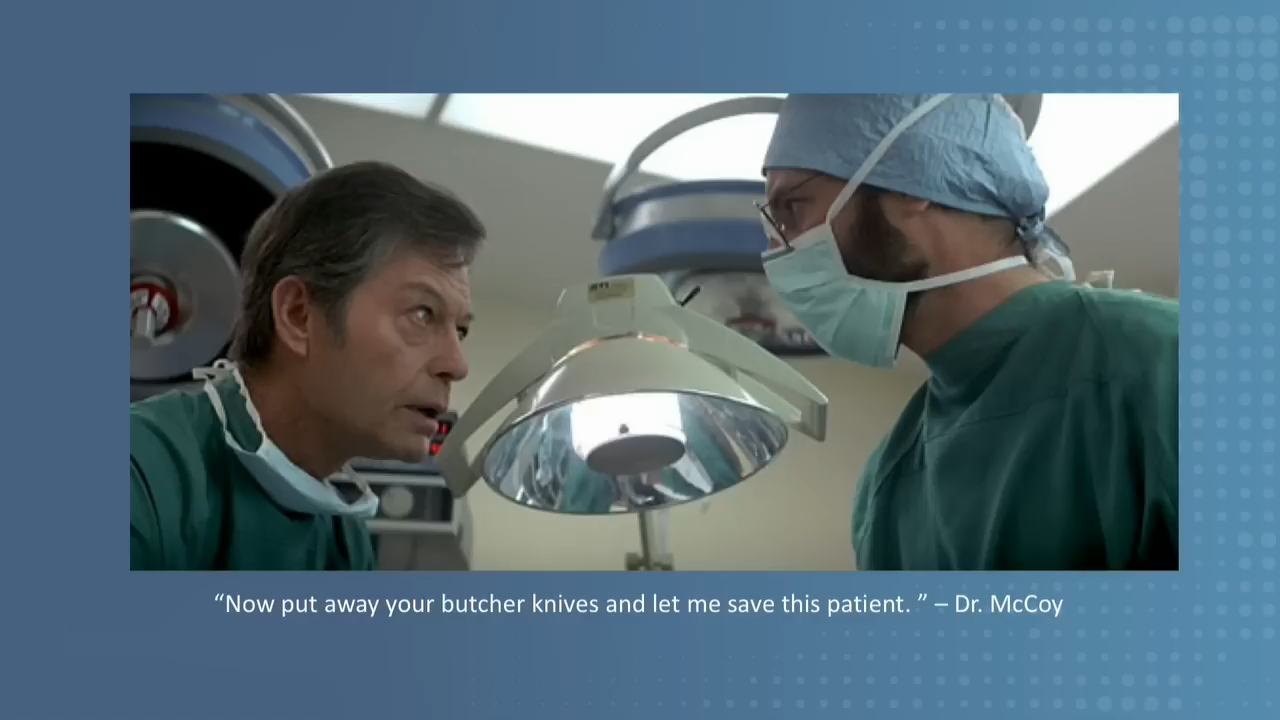 “Now put away your butcher knives and let me save this patient. ” – Dr. McCoy